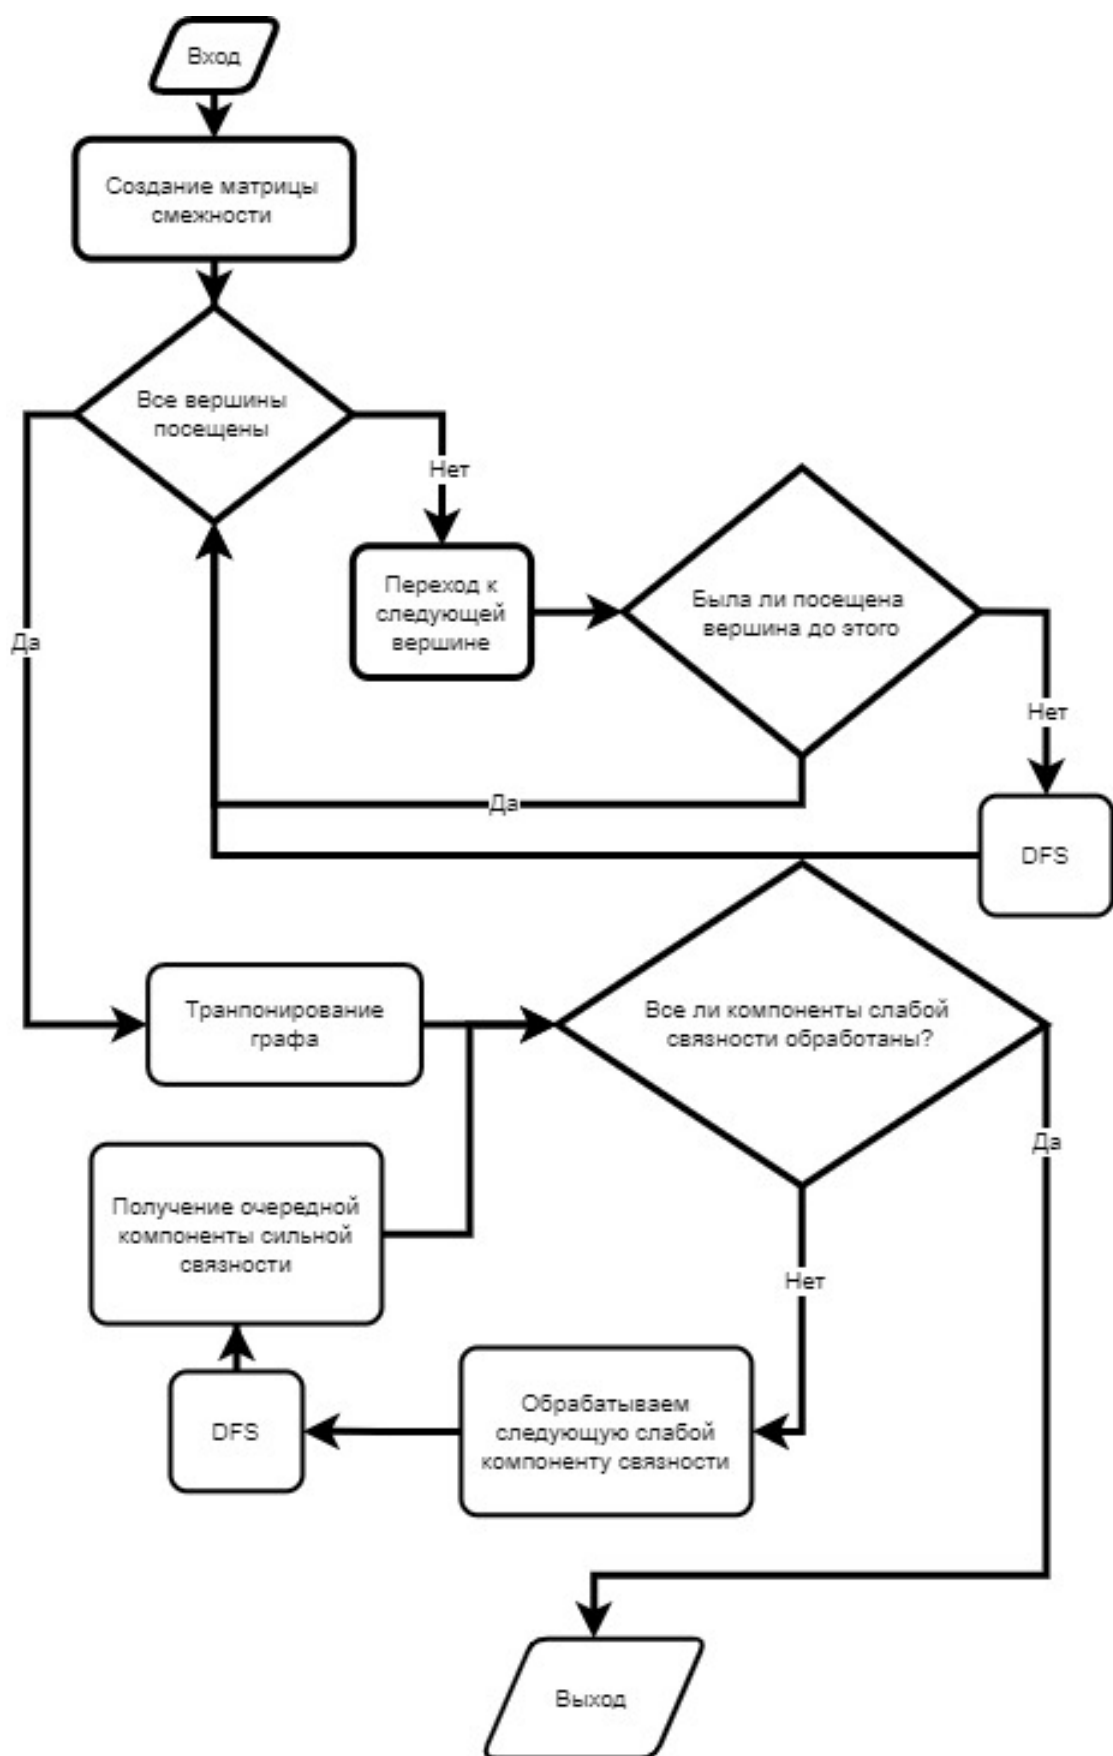 Вход
Создание матрицы
смежности
Все вершины
посещены
Нет
Переход к
следующей
вершине
Была ли посещена
вершина до этого
Да
Нет
Да
DFS
Транпонирование
графа
Все ли компоненты слабой
связности обработаны?
Да
Получение очередной
компоненты сильной
связности
Нет
Обрабатываем
следующую слабой
компоненту связности
DFS
Выход